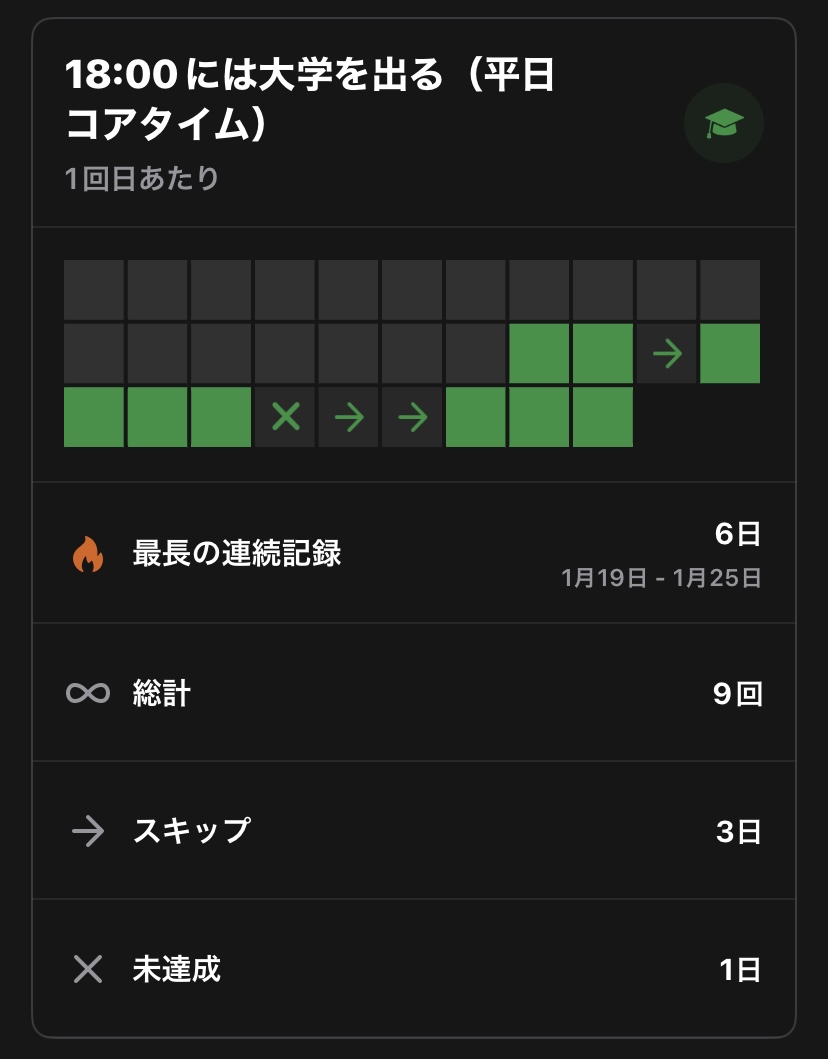 18:00には大学を出る（平日
コアタイム）
1回日あたり
最長の連続記録
6日
1月19日 - 1月25日
総計
9回
スキップ
3日
未達成
1日